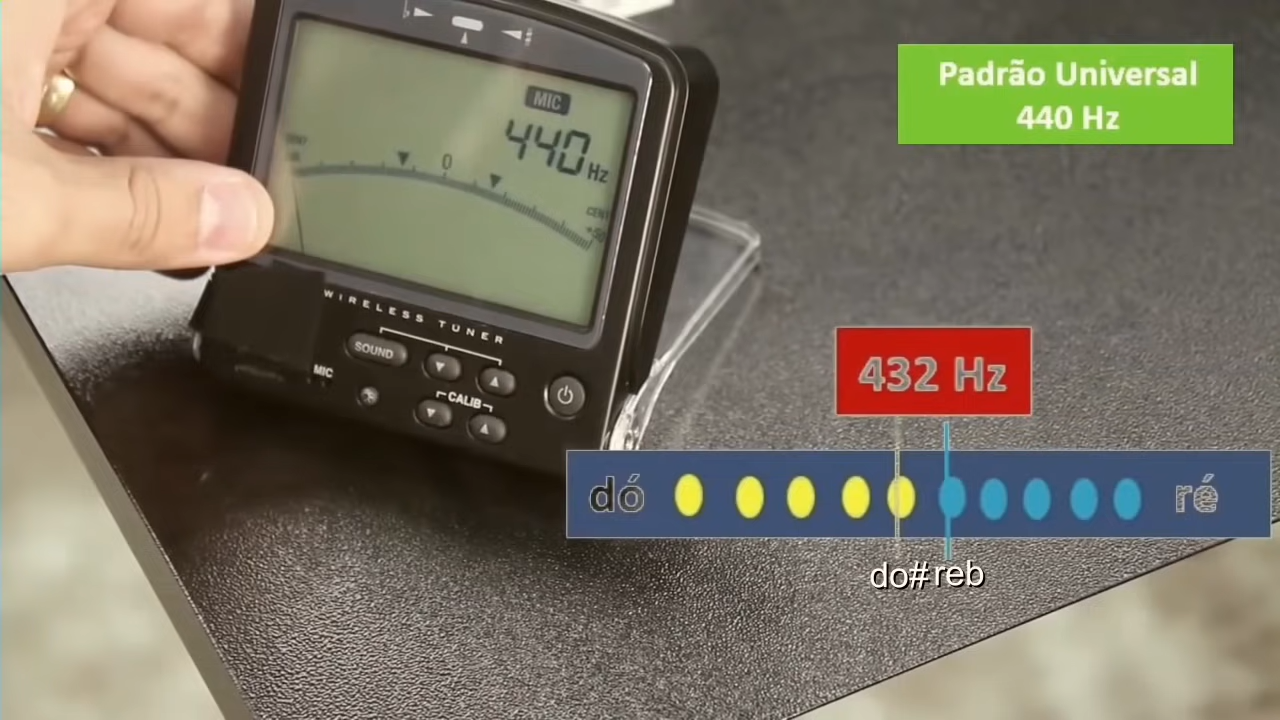 Padrão Universal
440 Hz
MIC
440 Hz
0
WIRELESS TUNER
SOUND
MIC
CALIB
432 Hz
dó ré
do# reb